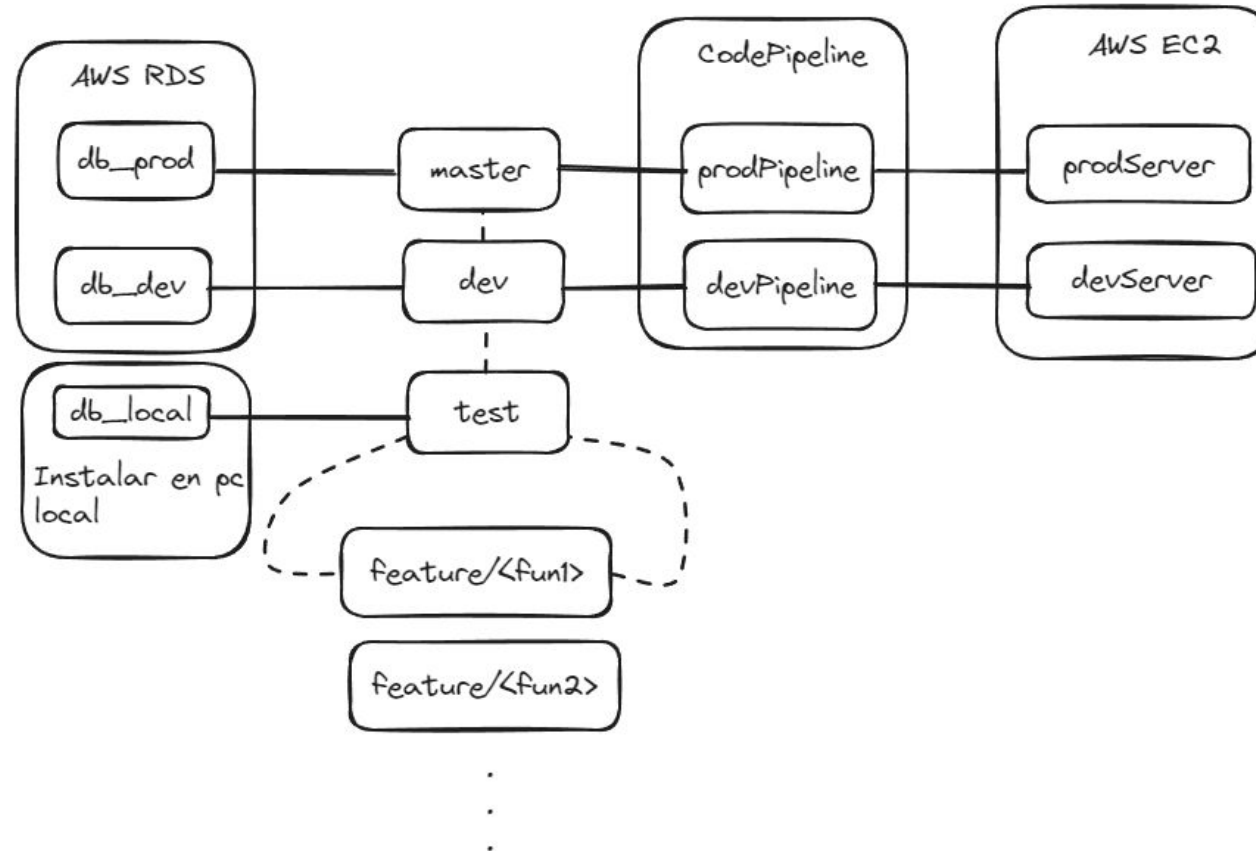 AWS RDS
CodePipeline
AWS EC2
db_prod
master
prodPipeline
prodServer
db_dev
dev
devPipeline
devServer
db_local
test
Instalar en pc
local
feature/<fun1>
feature/<fun2>
.
.
.